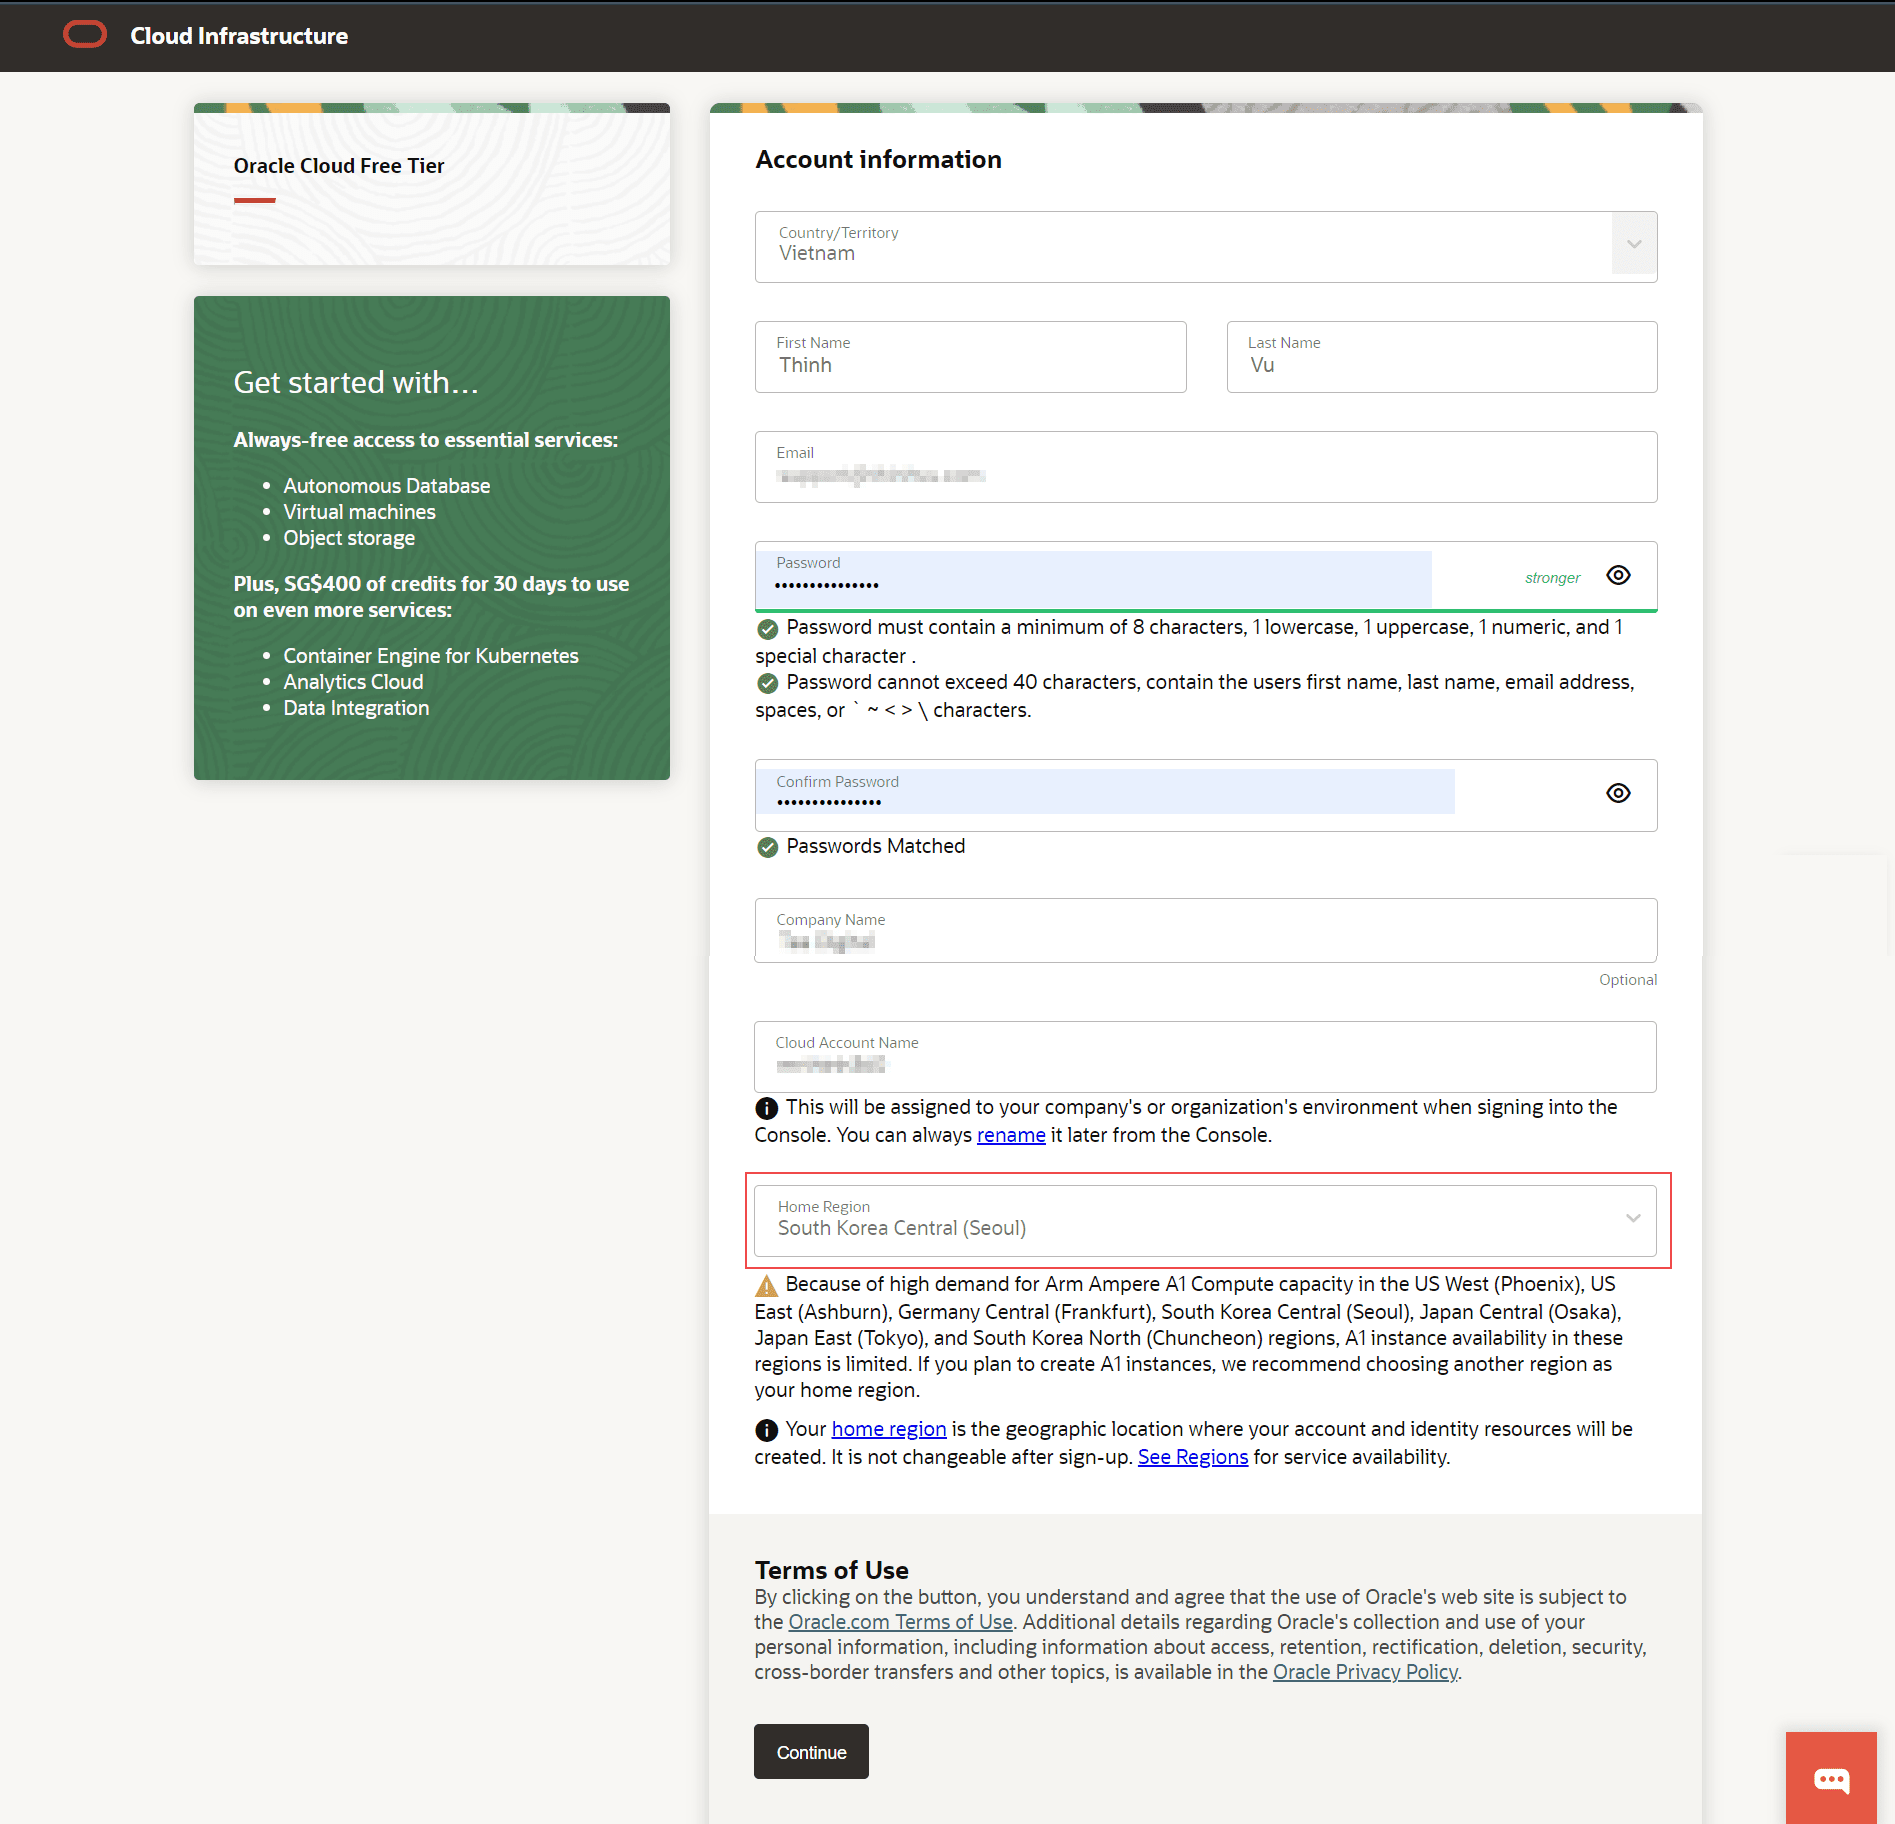 Cloud Infrastructure
Oracle Cloud Free Tier
Get started with...
Always-free access to essential services:
• Autonomous Database
• Virtual machines
• Object storage
Plus, SG$400 of credits for 30 days to use
on even more services:
• Container Engine for Kubernetes
• Analytics Cloud
• Data Integration
Account information
Country/Territory
Vietnam
First Name
Thinh
Last Name
Vu
Email
Password
•••••••••••••••
stronger
Password must contain a minimum of 8 characters, 1 lowercase, 1 uppercase, 1 numeric, and 1
special character .
Password cannot exceed 40 characters, contain the users first name, last name, email address,
spaces, or ` ~ < > \ characters.
Confirm Password
•••••••••••••••
Passwords Matched
Company Name
Optional
Cloud Account Name
This will be assigned to your company's or organization's environment when signing into the
Console. You can always rename it later from the Console.
Home Region
South Korea Central (Seoul)
Because of high demand for Arm Ampere A1 Compute capacity in the US West (Phoenix), US
East (Ashburn), Germany Central (Frankfurt), South Korea Central (Seoul), Japan Central (Osaka),
Japan East (Tokyo), and South Korea North (Chuncheon) regions, A1 instance availability in these
regions is limited. If you plan to create A1 instances, we recommend choosing another region as
your home region.
Your home region is the geographic location where your account and identity resources will be
created. It is not changeable after sign-up. See Regions for service availability.
Terms of Use
By clicking on the button, you understand and agree that the use of Oracle's web site is subject to
the Oracle.com Terms of Use. Additional details regarding Oracle's collection and use of your
personal information, including information about access, retention, rectification, deletion, security,
cross-border transfers and other topics, is available in the Oracle Privacy Policy.
Continue